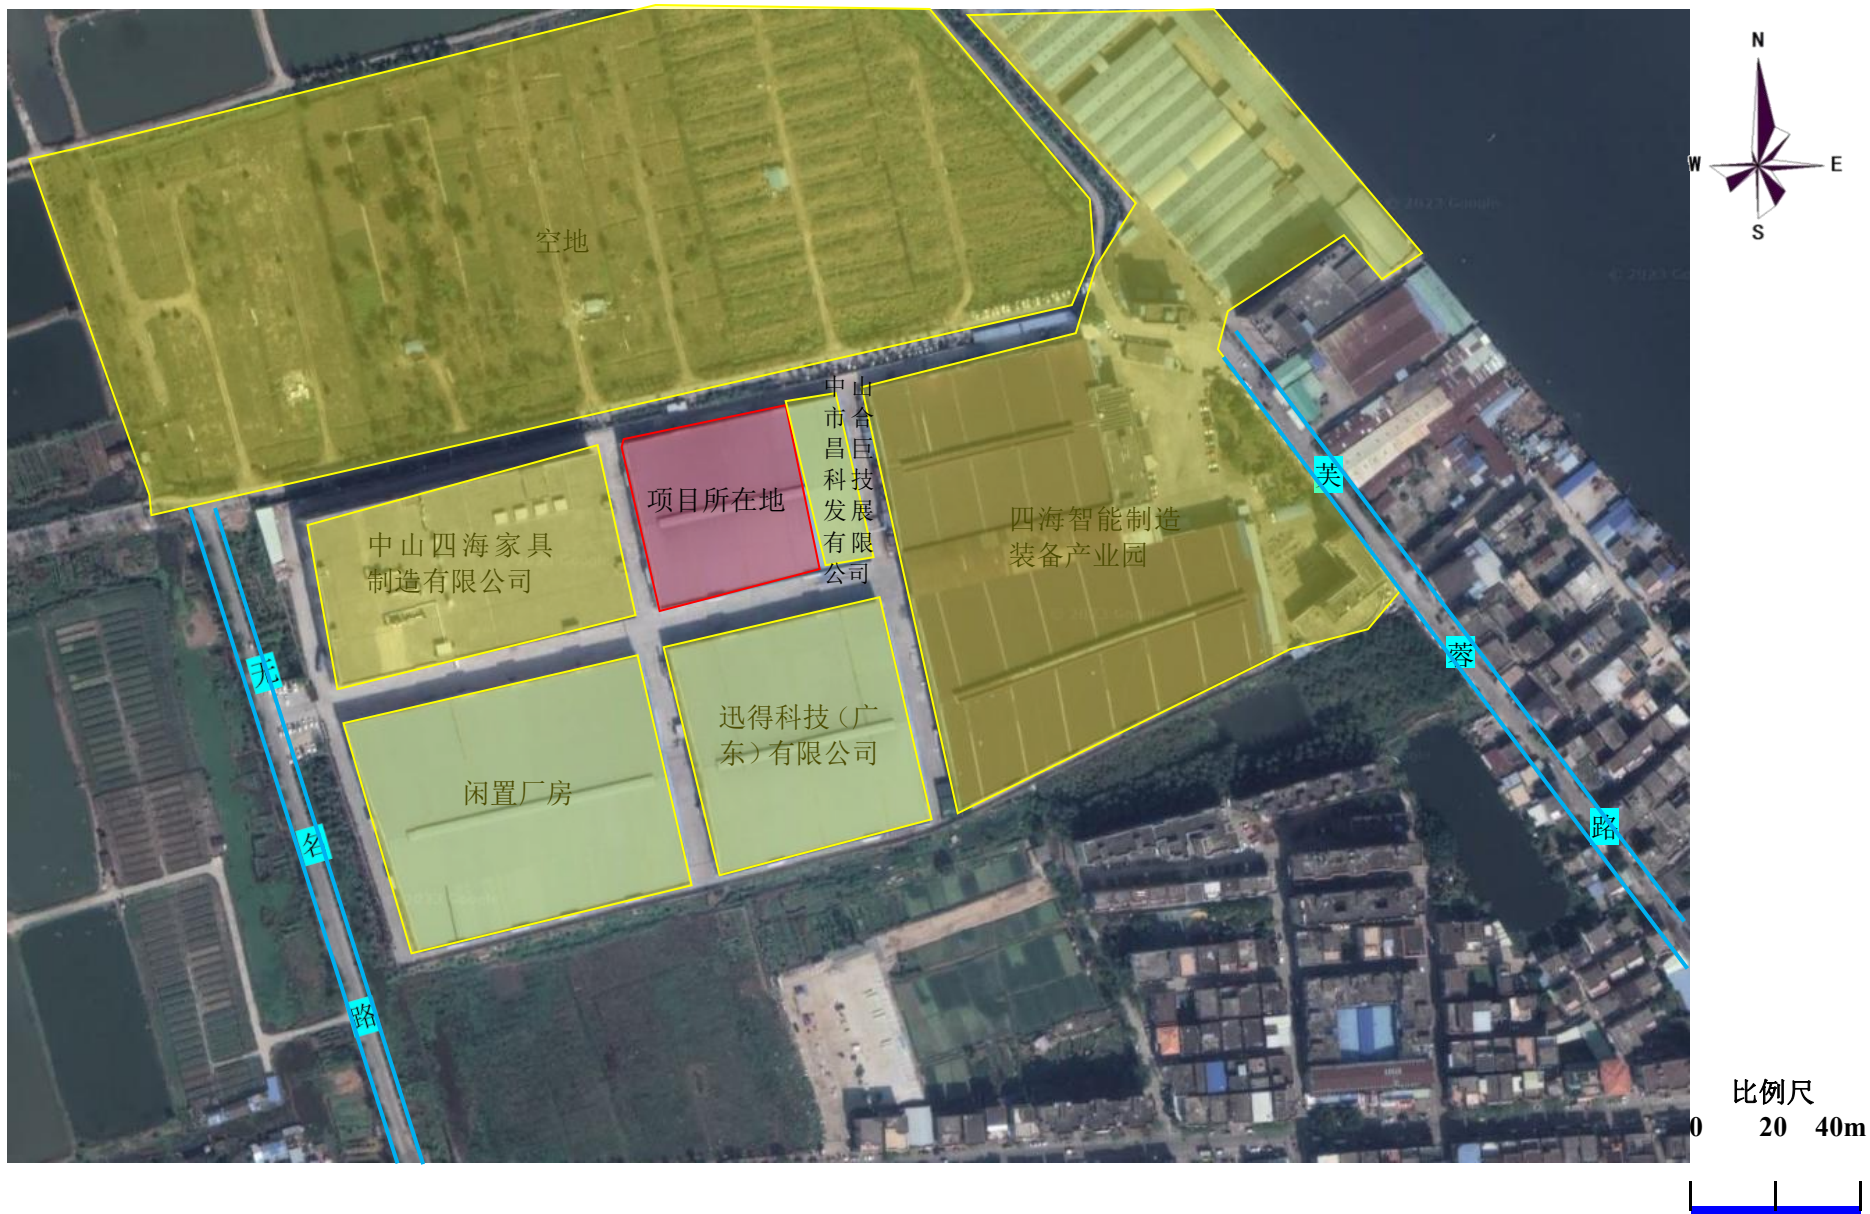 N
W
E
S
© 2023 Google
© 2023
空地
中山
市合
昌巨
科技
发展
有限
公司
项目所在地
四海智能制造
装备产业园
中山四海家具
制造有限公司
芙
蓉
路
无
名
路
迅得科技（广
东）有限公司
闲置厂房
比例尺
0 20 40m